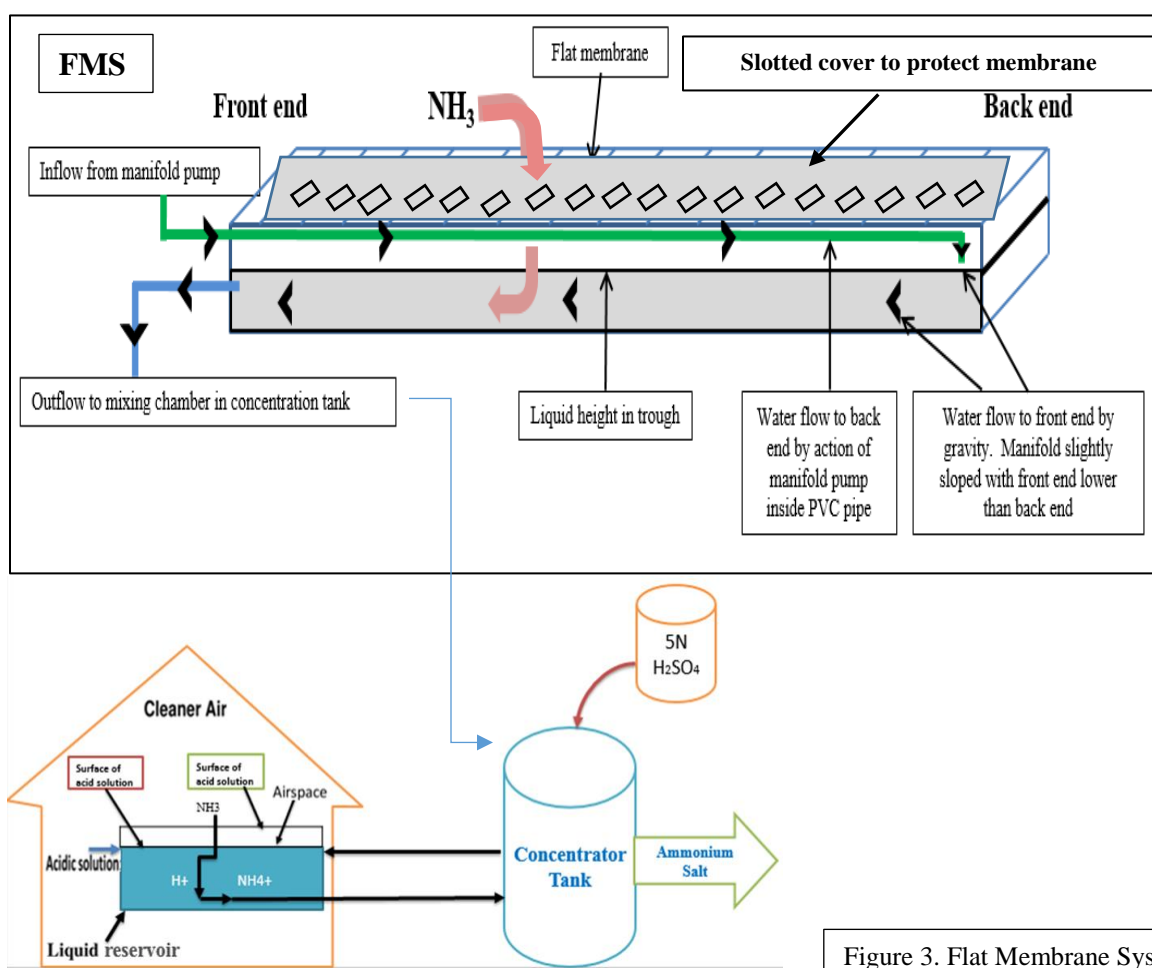 FMS
Flat membrane
Slotted cover to protect membrane
Front end
NH3
Back end
Inflow from manifold pump
Outflow to mixing chamber in concentration tank
Liquid height in trough
Water flow to back
end by action of
manifold pump
inside PVC pipe
Water flow to front end by
gravity. Manifold slightly
sloped with front end lower
than back end
5N
H2SO4
Cleaner Air
Surface of
acid solution
Surface of
acid solution
Airspace
NH3
Acidic solution
H+
NH4+
Liquid reservoir
Concentrator
Tank
Ammonium
Salt
Figure 3. Flat Membrane Sys